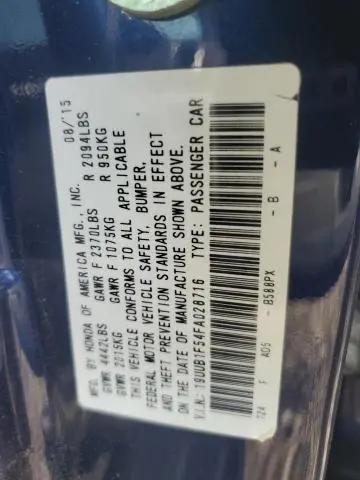 MFD. BY HONDA OF AMERICA MFG., INC. 08/'15
GVWR 4442LBS GAWR F 2370LBS R 2094LBS
GVWR 2015KG GAWR F 1075KG R 950KG
THIS VEHICLE CONFORMS TO ALL APPLICABLE
FEDERAL MOTOR VEHICLE SAFETY, BUMPER,
AND THEFT PREVENTION STANDARDS IN EFFECT
ON THE DATE OF MANUFACTURE SHOWN ABOVE.
V.I.N.: 19UUB1F54FA028716 TYPE: PASSENGER CAR
TZ4 F AD5 - B588PX - B - A